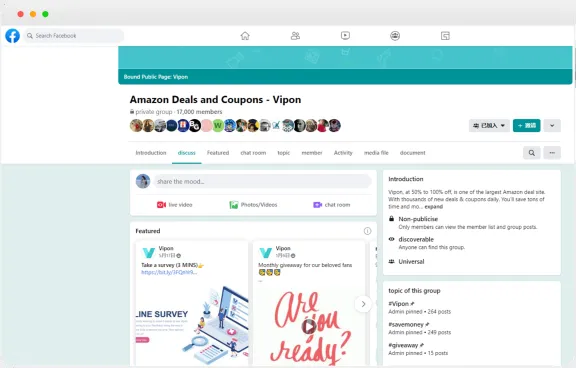 Search Facebook
Bound Public Page: Vipon
Amazon Deals and Coupons - Vipon
private group · 17,000 members
W
已加入
+ 邀請
Introduction
discuss
Featured
chat room
topic
member
Activity
media file
document
share the mood...
live video
Photos/Videos
chat room
Featured
Vipon
Take a survey (3 MINS)👉
Vipon
Monthly giveaway for our beloved fans
...
LINE SURVEY
Are you ready?
Introduction
Vipon, at 50% to 100% off, is one of the largest Amazon deal site.
With thousands of new deals & coupons daily, You'll save tons of
time and mo... expand
Non-publicise
Only members can view the member list and group posts.
discoverable
Anyone can find this group.
Universal
topic of this group
#Vipon
Admin pinned • 264 posts
#savemoney
Admin pinned • 249 posts
#giveaway
Admin pinned • 15 posts